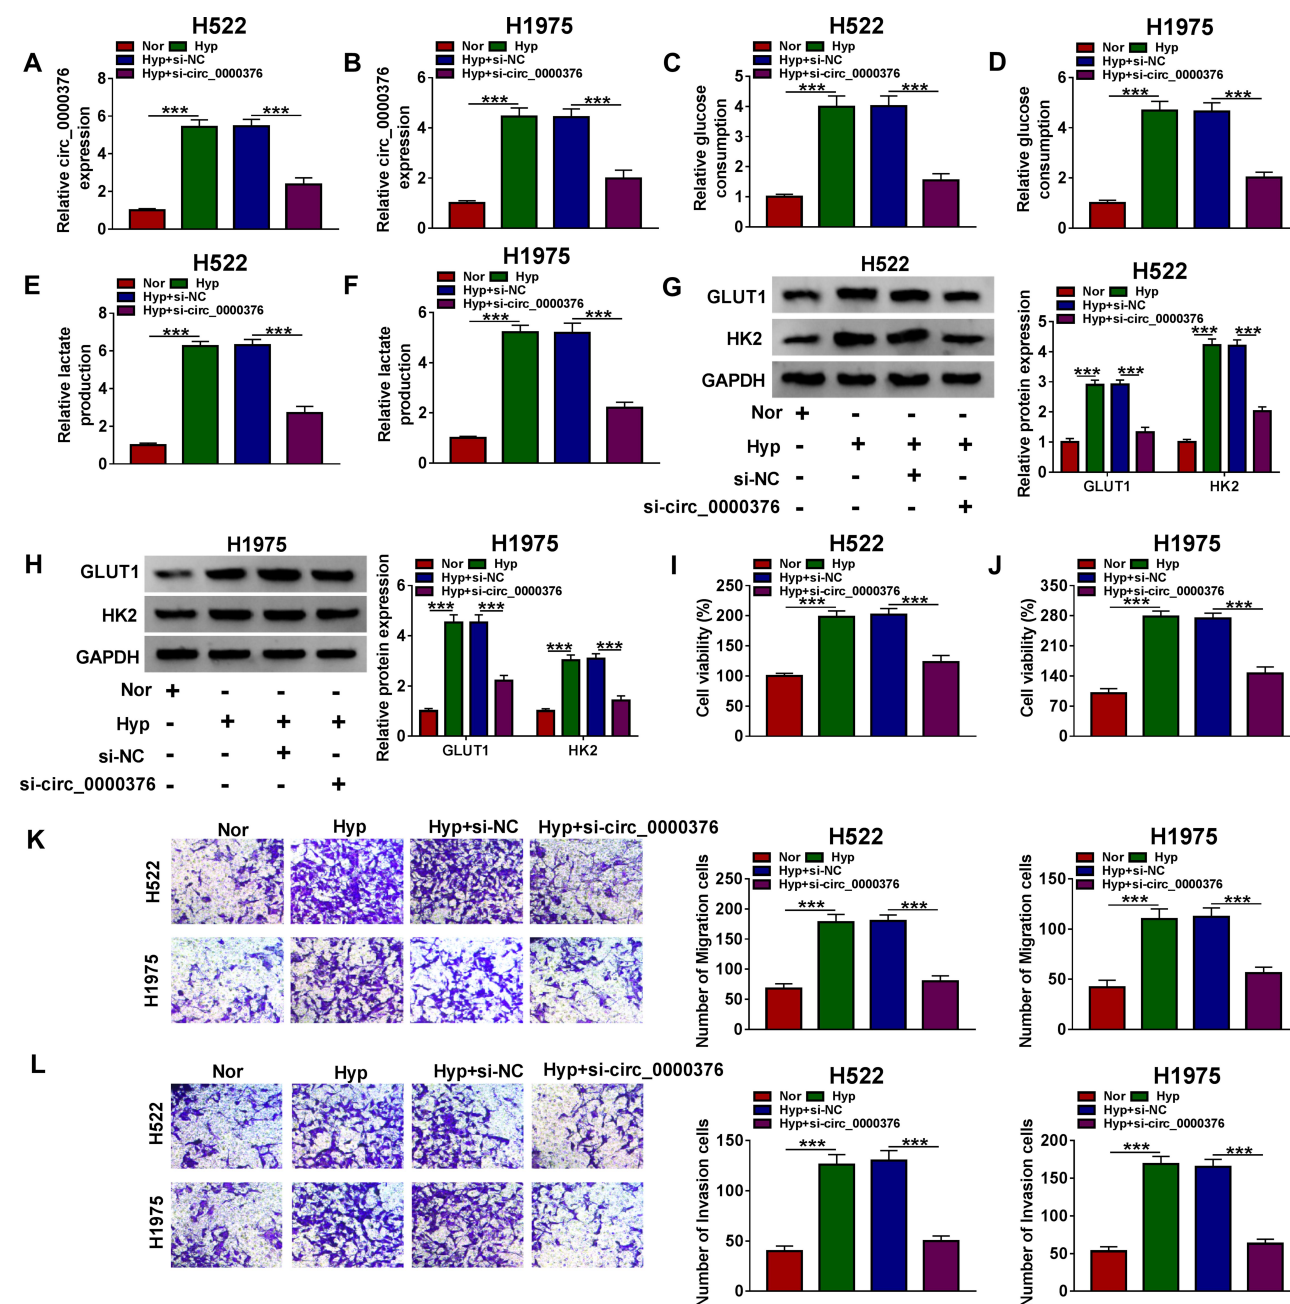 A
H522
Nor Hyp
Hyp+si-NC
Hyp+si-circ_0000376
Relative circ_0000376
expression
8
6
4
2
0
***
***
B
H1975
Nor Hyp
Hyp+si-NC
Hyp+si-circ_0000376
Relative circ_0000376
expression
6
4
2
0
***
***
C
H522
Nor Hyp
Hyp+si-NC
Hyp+si-circ_0000376
Relative glucose
consumption
5
4
3
2
1
0
***
***
D
H1975
Nor Hyp
Hyp+si-NC
Hyp+si-circ_0000376
Relative glucose
consumption
6
4
2
0
***
***
E
H522
Nor Hyp
Hyp+si-NC
Hyp+si-circ_0000376
Relative lactate
production
8
6
4
2
0
***
***
F
H1975
Nor Hyp
Hyp+si-NC
Hyp+si-circ_0000376
Relative lactate
production
6
4
2
0
***
***
G
H522
GLUT1
HK2
GAPDH
Nor + - - -
Hyp - + + +
si-NC - - + -
si-circ_0000376 - - - +
H522
Nor Hyp
Hyp+si-NC
Hyp+si-circ_0000376
Relative protein expression
5
4
3
2
1
0
***
***
***
***
GLUT1 HK2
H
H1975
GLUT1
HK2
GAPDH
Nor + - - -
Hyp - + + +
si-NC - - + -
si-circ_0000376 - - - +
H1975
Nor Hyp
Hyp+si-NC
Hyp+si-circ_0000376
Relative protein expression
6
4
2
0
***
***
***
***
GLUT1 HK2
I
H522
Nor Hyp
Hyp+si-NC
Hyp+si-circ_0000376
Cell viability (%)
250
200
150
100
50
0
***
***
J
H1975
Nor Hyp
Hyp+si-NC
Hyp+si-circ_0000376
Cell viability (%)
350
280
210
140
70
0
***
***
K
Nor Hyp Hyp+si-NC Hyp+si-circ_0000376
H522
H1975
H522
Nor Hyp
Hyp+si-NC
Hyp+si-circ_0000376
Number of Migration cells
250
200
150
100
50
0
***
***
H1975
Nor Hyp
Hyp+si-NC
Hyp+si-circ_0000376
Number of Migration cells
150
100
50
0
***
***
L
Nor Hyp Hyp+si-NC Hyp+si-circ_0000376
H522
H1975
H522
Nor Hyp
Hyp+si-NC
Hyp+si-circ_0000376
Number of Invasion cells
150
100
50
0
***
***
H1975
Nor Hyp
Hyp+si-NC
Hyp+si-circ_0000376
Number of Invasion cells
200
150
100
50
0
***
***